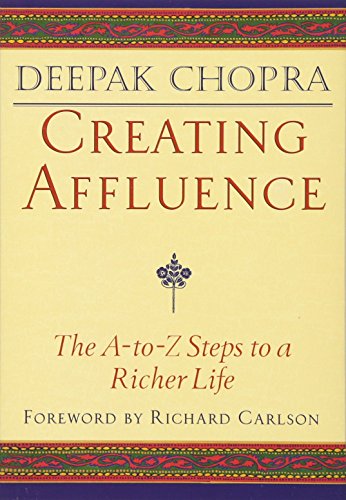 DEEPAK CHOPRA
CREATING
AFFLUENCE
The A-to-Z Steps to a
Richer Life
FOREWORD BY RICHARD CARLSON